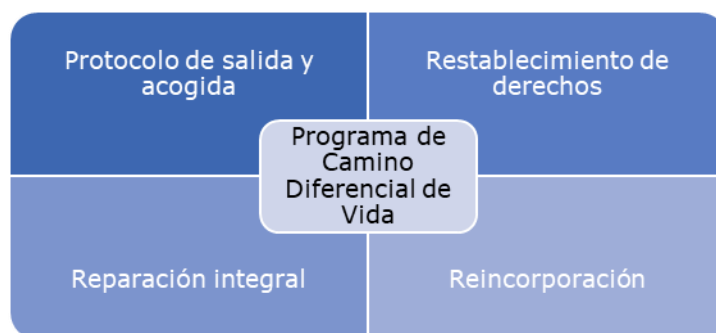 Protocolo de salida y
acogida
Restablecimiento de
derechos
Programa de
Camino
Diferencial de
Vida
Reparación integral
Reincorporación